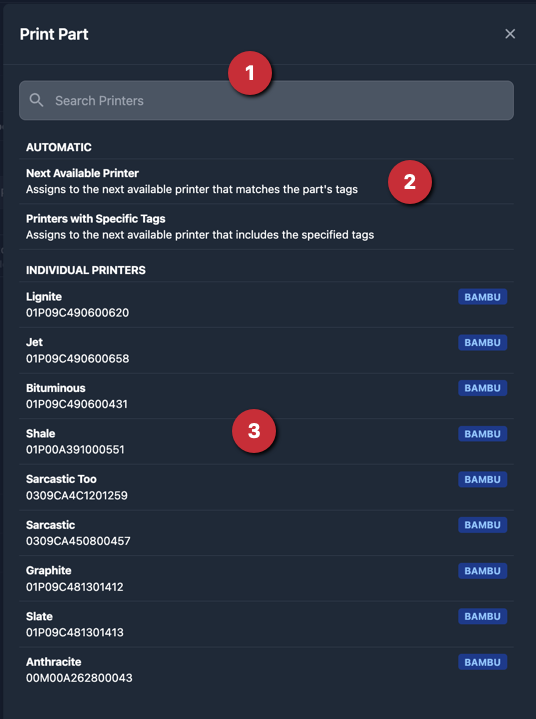 Print Part
1
Search Printers
AUTOMATIC
Next Available Printer
Assigns to the next available printer that matches the part's tags
2
Printers with Specific Tags
Assigns to the next available printer that includes the specified tags
INDIVIDUAL PRINTERS
Lignite BAMBU
01P09C490600620
Jet BAMBU
01P09C490600658
Bituminous BAMBU
01P09C490600431
Shale BAMBU
01P00A391000551
3
Sarcastic Too BAMBU
0309CA4C1201259
Sarcastic BAMBU
0309CA450800457
Graphite BAMBU
01P09C481301412
Slate BAMBU
01P09C481301413
Anthracite BAMBU
00M00A262800043